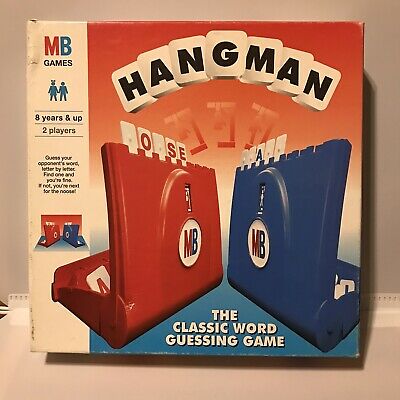 MB
GAMES
HANGMAN
8 years & up
2 players
Guess your
opponent's word,
letter by letter.
Find one and
you're fine.
If not, you're next
for the noose!
O SE
A
MB
MB
A
THE
CLASSIC WORD
GUESSING GAME